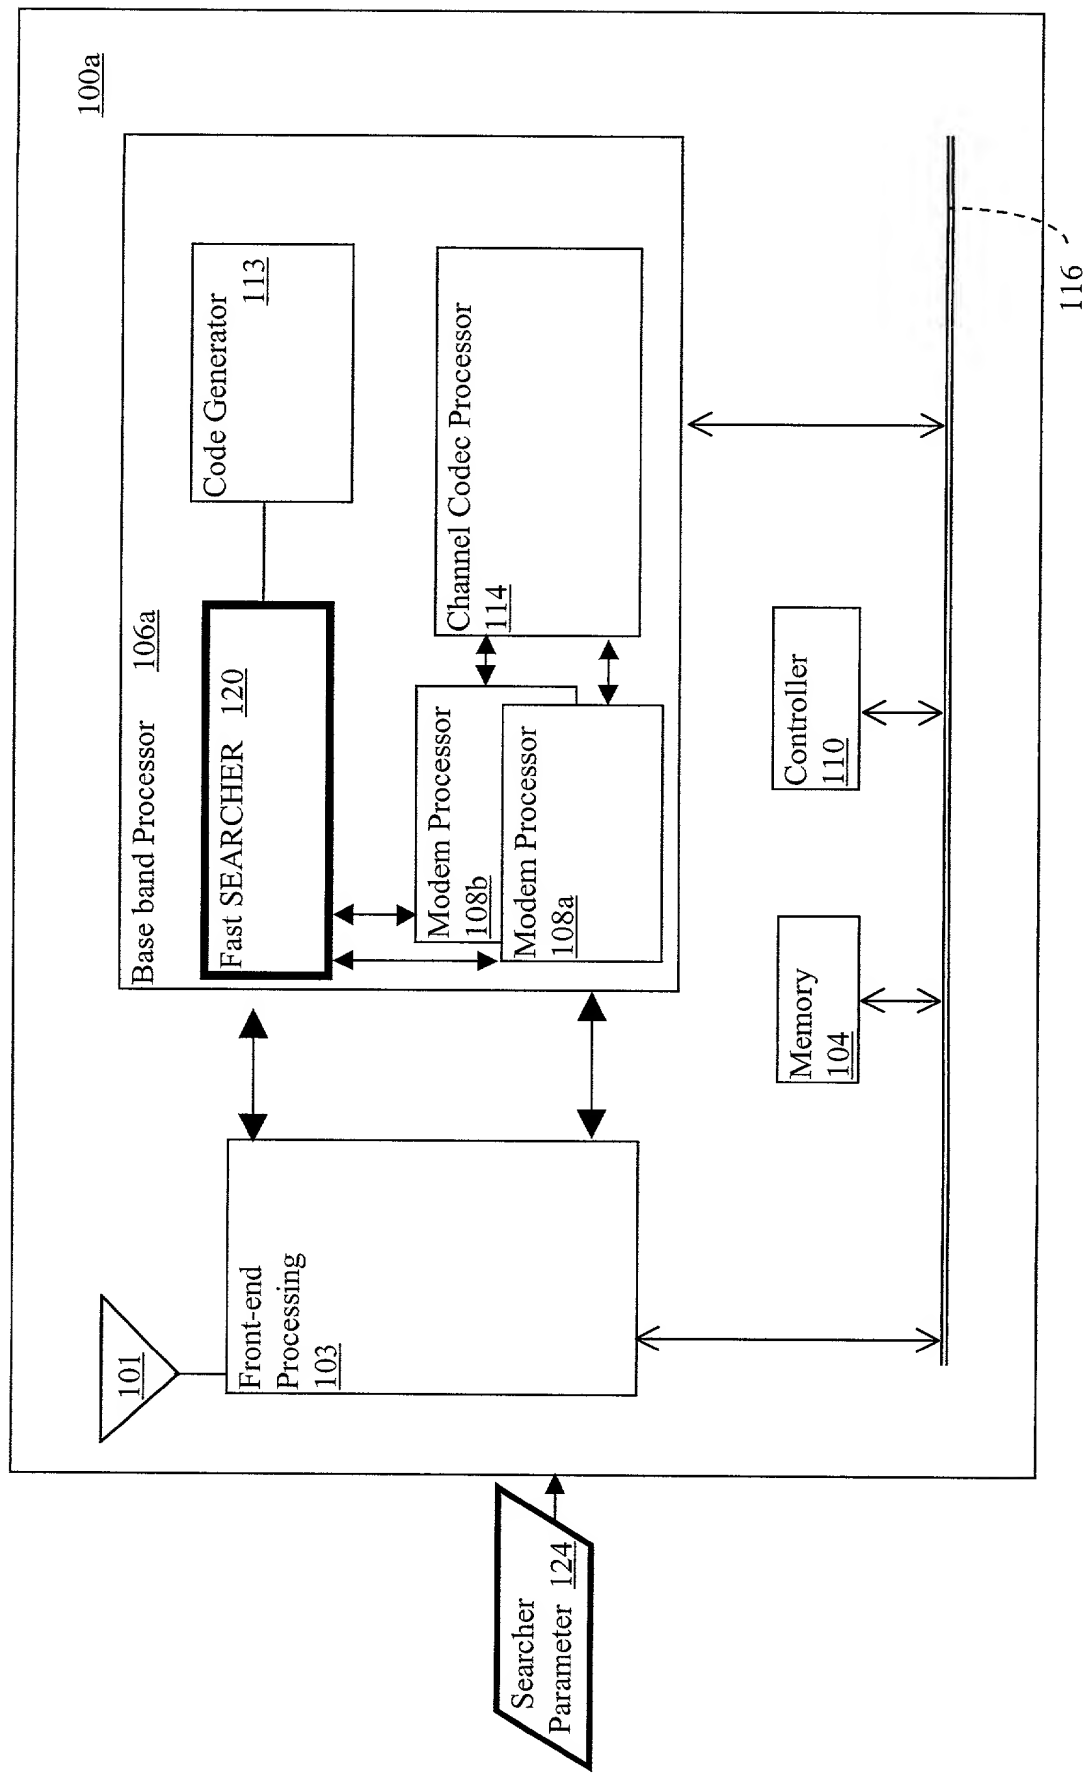 100a
Base band Processor 106a
Fast SEARCHER 120
Code Generator
113
101
Front-end
Processing
103
Modem Processor
108b
Modem Processor
108a
Channel Codec Processor
114
Searcher
Parameter 124
Memory
104
Controller
110
116